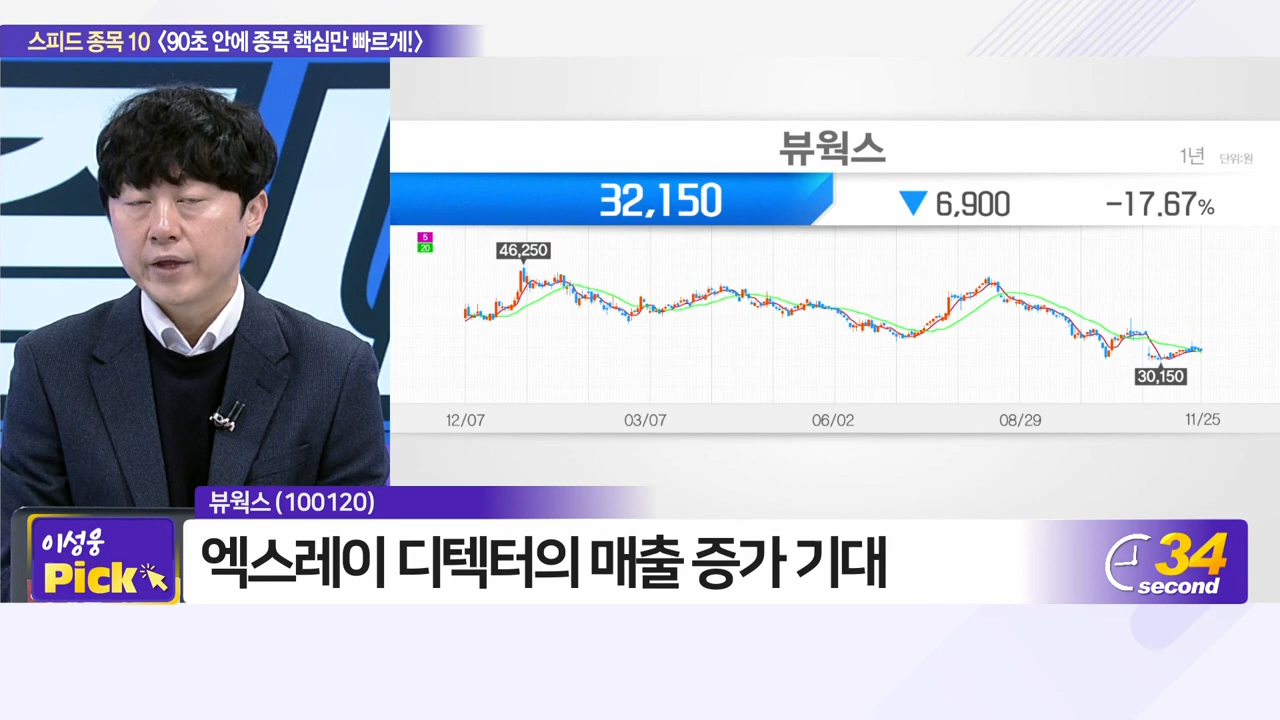 스피드 종목 10 〈90초 안에 종목 핵심만 빠르게!〉
뷰웍스
1년 단위:원
32,150 ▼ 6,900 -17.67%
5
20
46,250
30,150
12/07 03/07 06/02 08/29 11/25
뷰웍스 (100120)
이성웅
Pick
엑스레이 디텍터의 매출 증가 기대
34
second